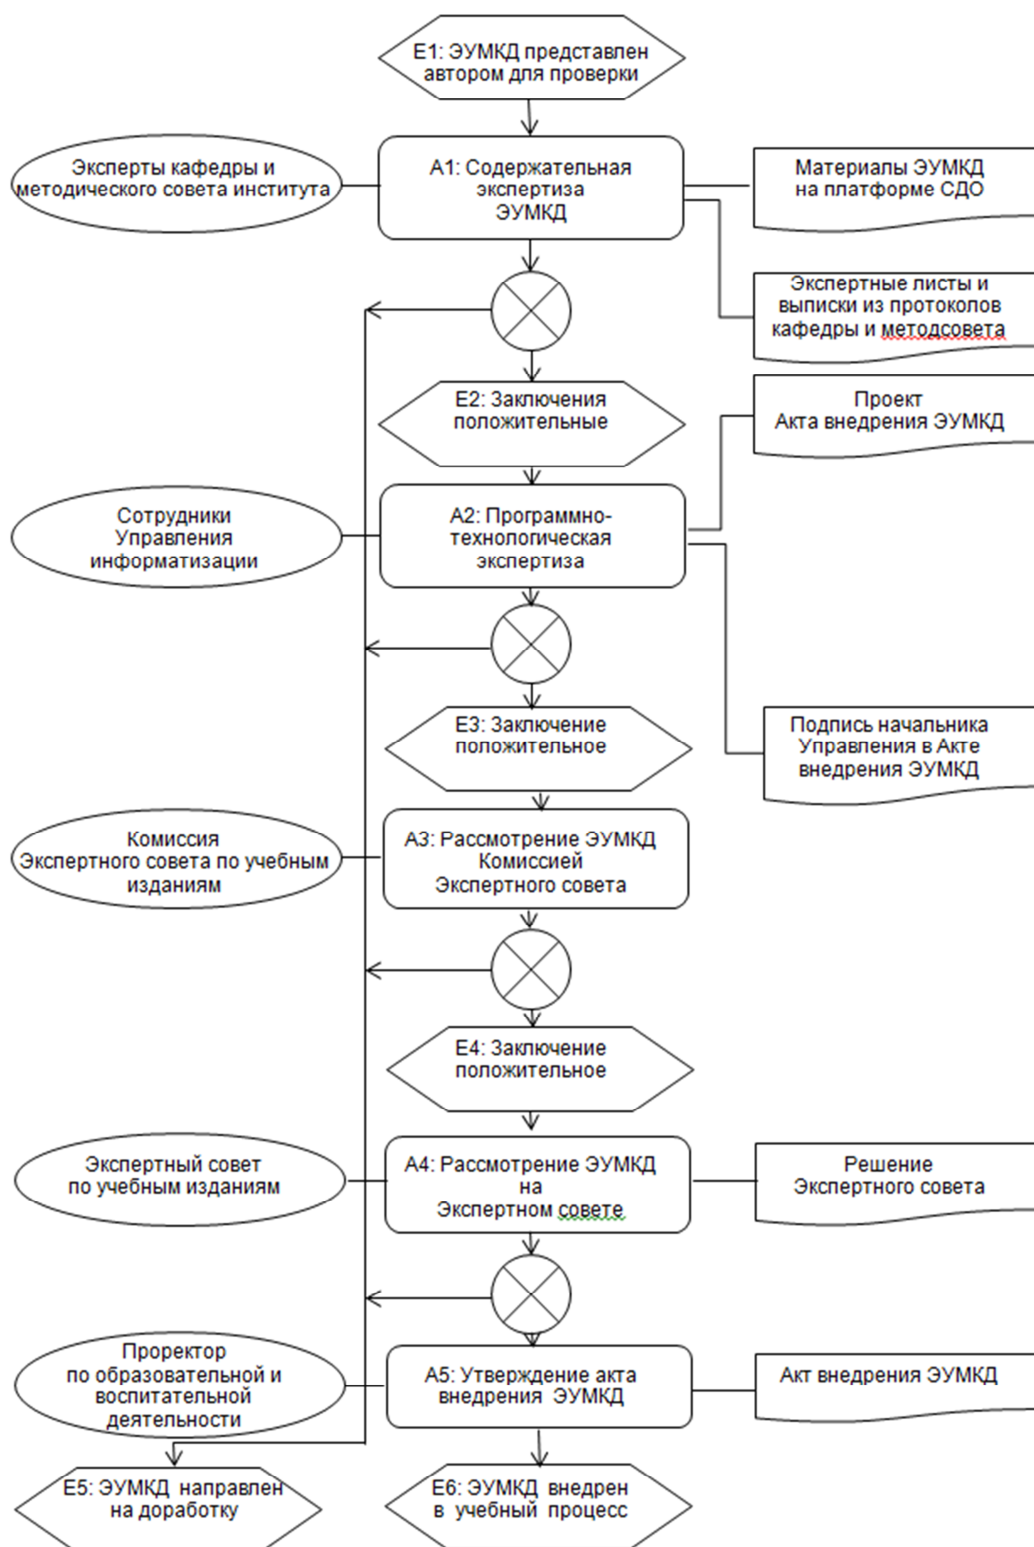 Е1: ЭУМКД представлен
автором для проверки
Эксперты кафедры и
методического совета института
А1: Содержательная
экспертиза
ЭУМКД
Материалы ЭУМКД
на платформе СДО
Экспертные листы и
выписки из протоколов
кафедры и методсовета
Е2: Заключения
положительные
Проект
Акта внедрения ЭУМКД
Сотрудники
Управления
информатизации
А2: Программно-
технологическая
экспертиза
Е3: Заключение
положительное
Подпись начальника
Управления в Акте
внедрения ЭУМКД
Комиссия
Экспертного совета по учебным
изданиям
А3: Рассмотрение ЭУМКД
Комиссией
Экспертного совета
Е4: Заключение
положительное
Экспертный совет
по учебным изданиям
А4: Рассмотрение ЭУМКД
на
Экспертном совете
Решение
Экспертного совета
Проректор
по образовательной и
воспитательной
деятельности
А5: Утверждение акта
внедрения ЭУМКД
Акт внедрения ЭУМКД
Е5: ЭУМКД направлен
на доработку
Е6: ЭУМКД внедрен
в учебный процесс